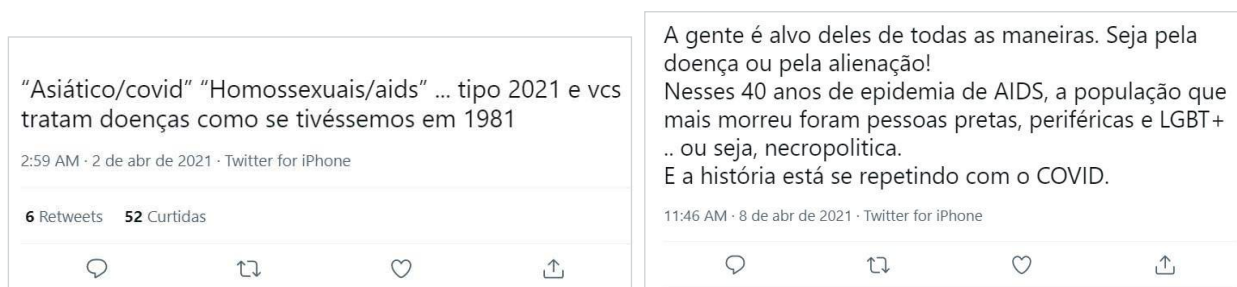 “Asiático/covid” “Homossexuais/aids” ... tipo 2021 e vcs
tratam doenças como se tivéssemos em 1981
2:59 AM · 2 de abr de 2021 · Twitter for iPhone
6 Retweets 52 Curtidas
A gente é alvo deles de todas as maneiras. Seja pela
doença ou pela alienação!
Nesses 40 anos de epidemia de AIDS, a população que
mais morreu foram pessoas pretas, periféricas e LGBT+
.. ou seja, necropolitica.
E a história está se repetindo com o COVID.
11:46 AM · 8 de abr de 2021 · Twitter for iPhone